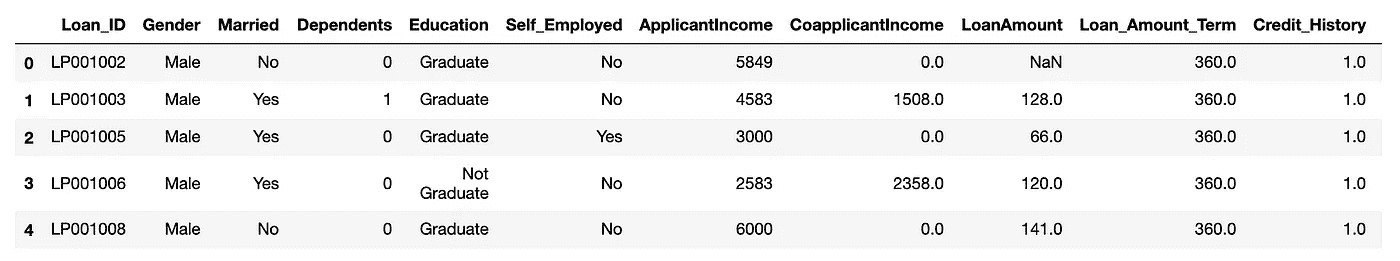 Loan_ID Gender Married Dependents Education Self_Employed ApplicantIncome CoapplicantIncome LoanAmount Loan_Amount_Term Credit_History
0 LP001002 Male No 0 Graduate No 5849 0.0 NaN 360.0 1.0
1 LP001003 Male Yes 1 Graduate No 4583 1508.0 128.0 360.0 1.0
2 LP001005 Male Yes 0 Graduate Yes 3000 0.0 66.0 360.0 1.0
3 LP001006 Male Yes 0 Not Graduate No 2583 2358.0 120.0 360.0 1.0
4 LP001008 Male No 0 Graduate No 6000 0.0 141.0 360.0 1.0